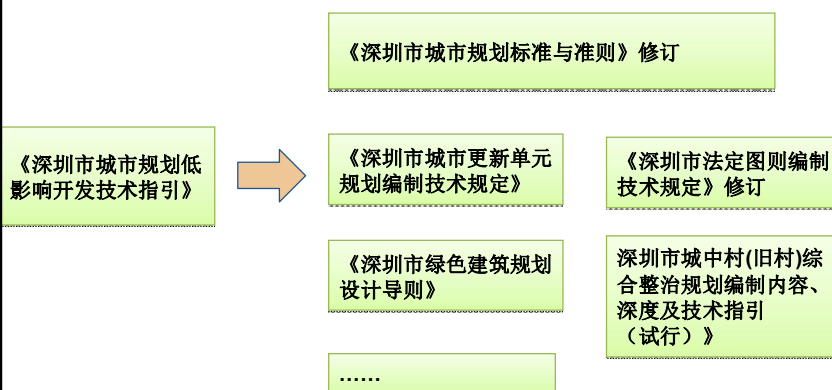 《深圳市城市规划标准与准则》修订
《深圳市城市规划低
影响开发技术指引》
《深圳市城市更新单元
规划编制技术规定》
《深圳市法定图则编制
技术规定》修订
《深圳市绿色建筑规划
设计导则》
深圳市城中村(旧村)综
合整治规划编制内容、
深度及技术指引
（试行）》
……